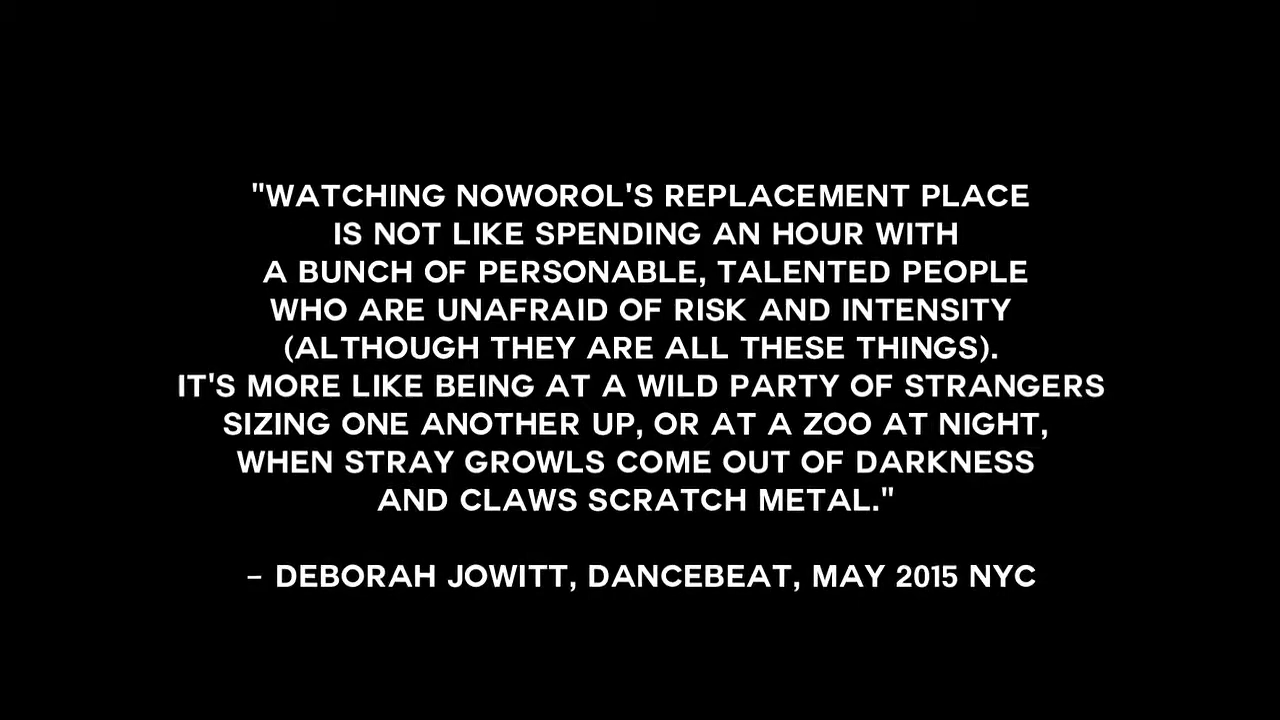 "WATCHING NOWOROL'S REPLACEMENT PLACE
IS NOT LIKE SPENDING AN HOUR WITH
A BUNCH OF PERSONABLE, TALENTED PEOPLE
WHO ARE UNAFRAID OF RISK AND INTENSITY
(ALTHOUGH THEY ARE ALL THESE THINGS).
IT'S MORE LIKE BEING AT A WILD PARTY OF STRANGERS
SIZING ONE ANOTHER UP, OR AT A ZOO AT NIGHT,
WHEN STRAY GROWLS COME OUT OF DARKNESS
AND CLAWS SCRATCH METAL."
– DEBORAH JOWITT, DANCEBEAT, MAY 2015 NYC